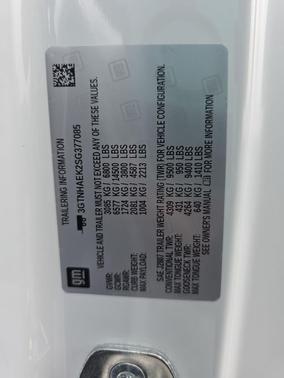 TRAILERING INFORMATION
3GTNHAEK2SG377085
VEHICLE AND TRAILER MUST NOT EXCEED ANY OF THESE VALUES.
GVWR: 3085 KG / 6800 LBS
GCWR: 6577 KG / 14500 LBS
RGAWR: 1724 KG / 3800 LBS
CURB WEIGHT: 2081 KG / 4587 LBS
MAX PAYLOAD: 1004 KG / 2213 LBS
SAE J2807 TRAILER WEIGHT RATING (TWR) FOR VEHICLE CONFIGURATION.
CONVENTIONAL TWR: 4309 KG / 9500 LBS
MAX TONGUE WEIGHT: 431 KG / 950 LBS
GOOSENECK TWR: 4264 KG / 9400 LBS
MAX TONGUE WEIGHT: 640 KG / 1410 LBS
SEE OWNER'S MANUAL FOR ADDITIONAL INFORMATION.
gm